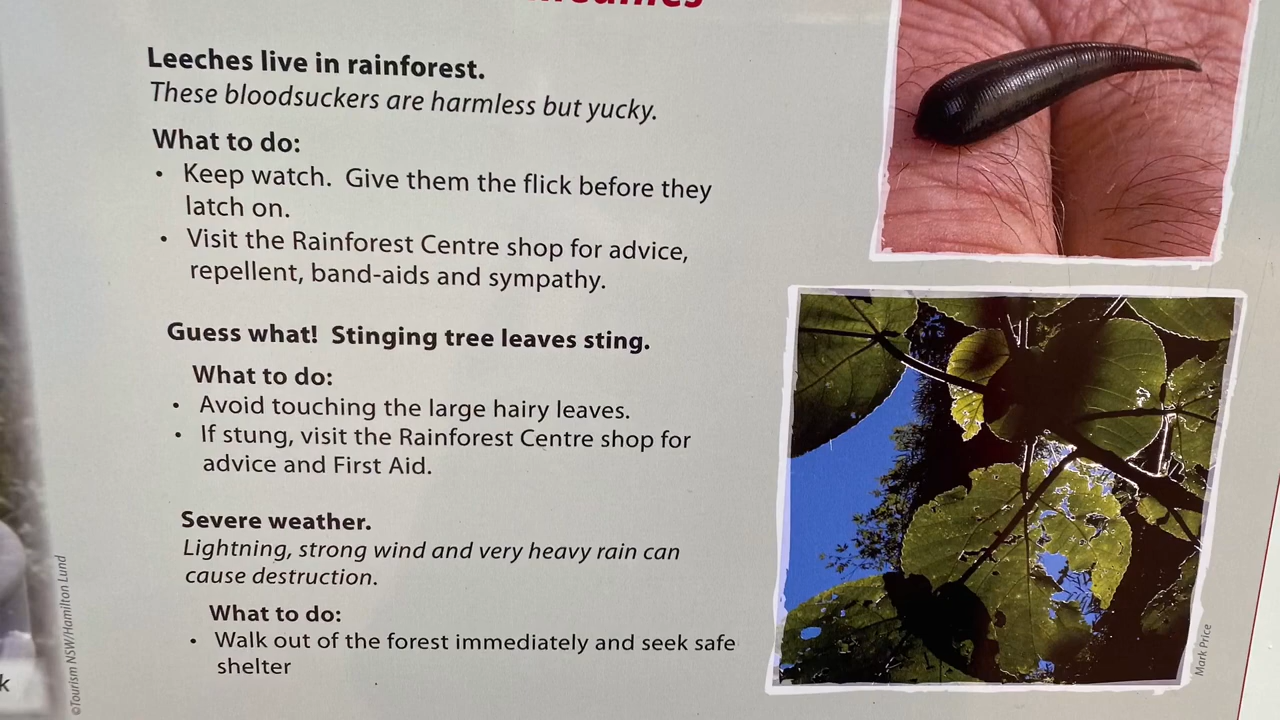 Leeches live in rainforest.
These bloodsuckers are harmless but yucky.
What to do:
• Keep watch. Give them the flick before they
latch on.
• Visit the Rainforest Centre shop for advice,
repellent, band-aids and sympathy.
Guess what! Stinging tree leaves sting.
What to do:
• Avoid touching the large hairy leaves.
• If stung, visit the Rainforest Centre shop for
advice and First Aid.
Severe weather.
Lightning, strong wind and very heavy rain can
cause destruction.
What to do:
• Walk out of the forest immediately and seek safe
shelter
©Tourism NSW/Hamilton Lund
Mark Price